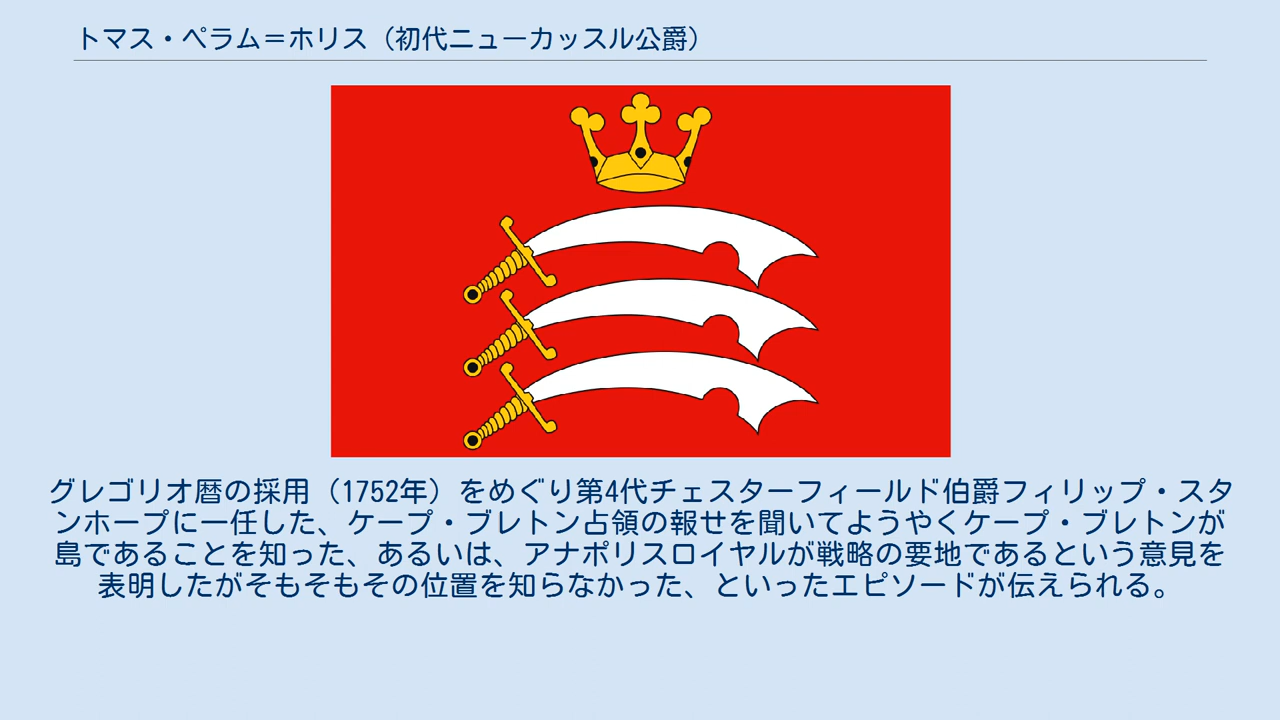 トマス・ペラム＝ホリス（初代ニューカッスル公爵）
グレゴリオ暦の採用（1752年）をめぐり第4代チェスターフィールド伯爵フィリップ・スタ
ンホープに一任した、ケープ・ブレトン占領の報せを聞いてようやくケープ・ブレトンが
島であることを知った、あるいは、アナポリスロイヤルが戦略の要地であるという意見を
表明したがそもそもその位置を知らなかった、といったエピソードが伝えられる。